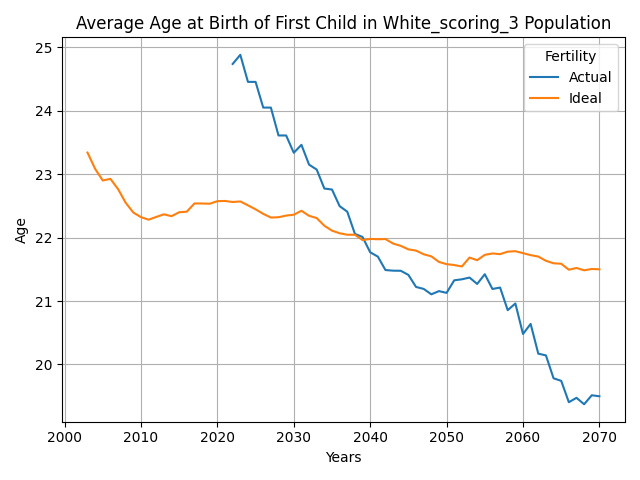 Average Age at Birth of First Child in White_scoring_3 Population
Fertility
Actual
Ideal
Age
25
24
23
22
21
20
2000 2010 2020 2030 2040 2050 2060 2070
Years